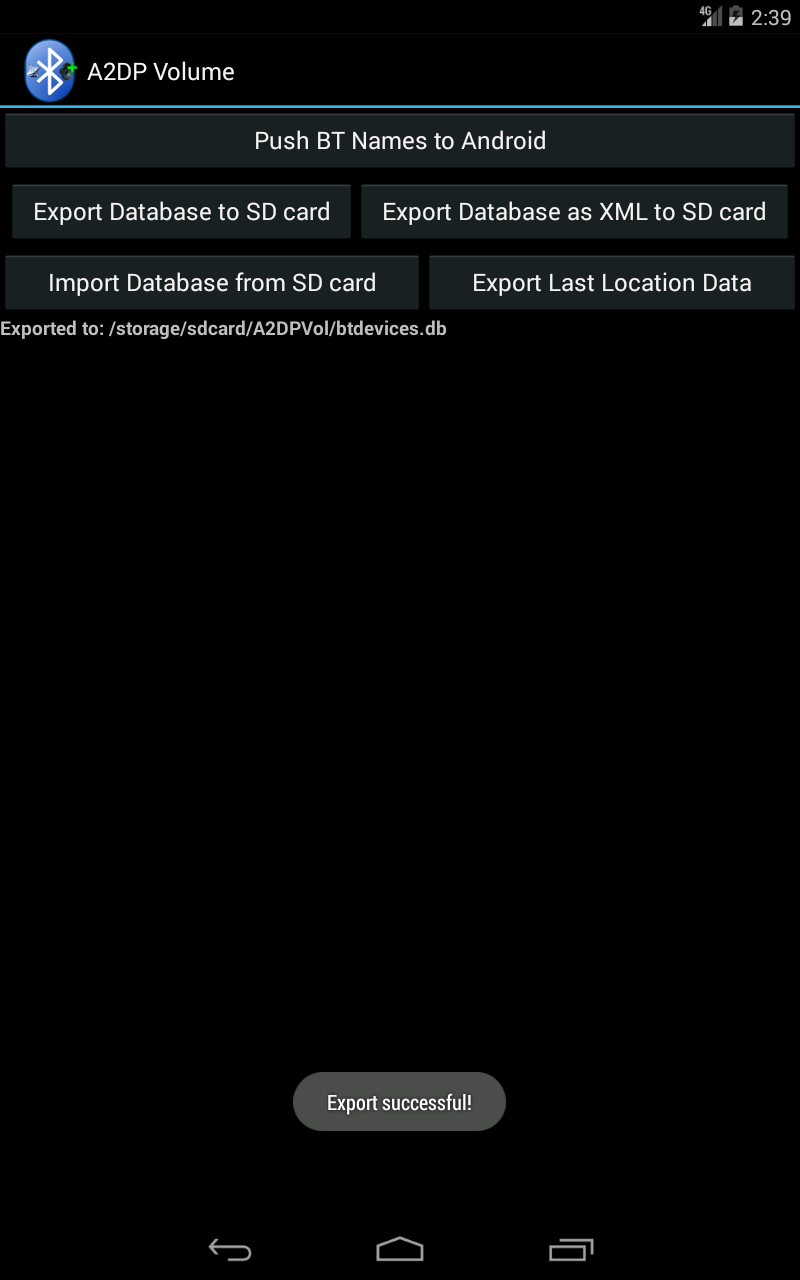 4G 2:39
A2DP Volume
Push BT Names to Android
Export Database to SD card
Export Database as XML to SD card
Import Database from SD card
Export Last Location Data
Exported to: /storage/sdcard/A2DPVol/btdevices.db
Export successful!